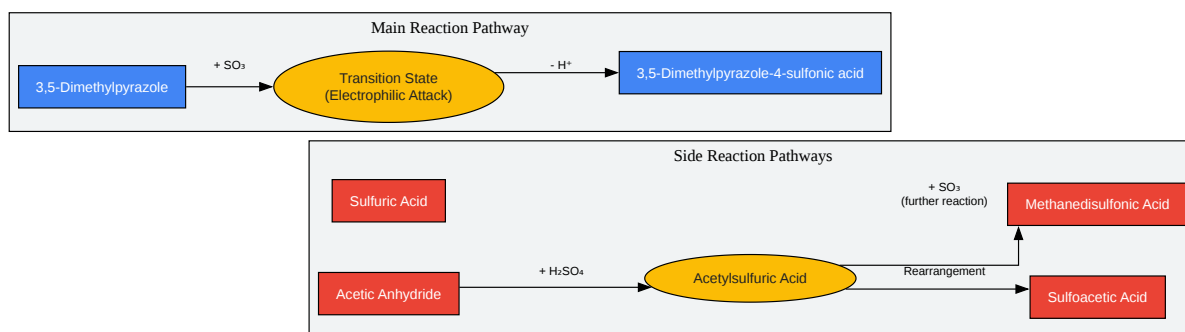 Main Reaction Pathway
3,5-Dimethylpyrazole
+ SO₃
Transition State
(Electrophilic Attack)
- H⁺
3,5-Dimethylpyrazole-4-sulfonic acid
Side Reaction Pathways
Sulfuric Acid
+ SO₃
(further reaction)
Methanedisulfonic Acid
Acetic Anhydride
+ H₂SO₄
Acetylsulfuric Acid
Rearrangement
Sulfoacetic Acid